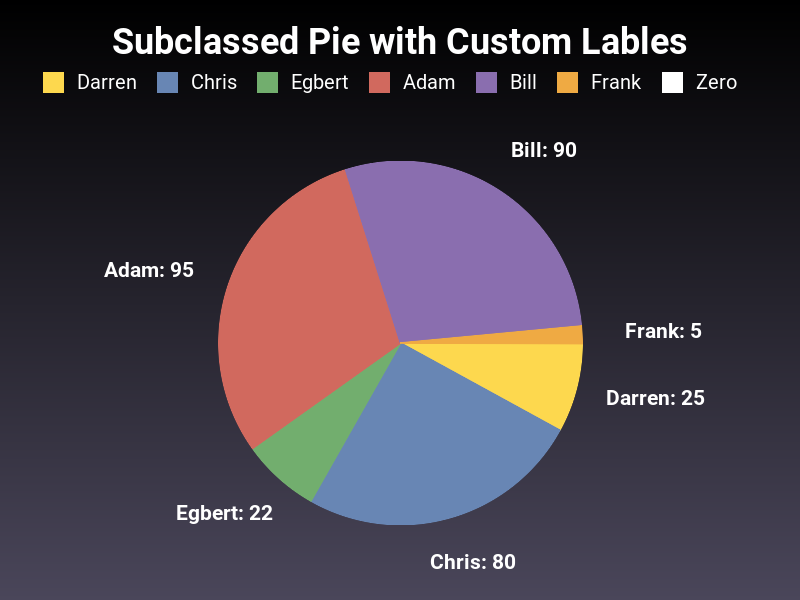 Subclassed Pie with Custom Lables
Darren Chris Egbert Adam Bill Frank Zero
Bill: 90
Adam: 95
Frank: 5
Darren: 25
Egbert: 22
Chris: 80